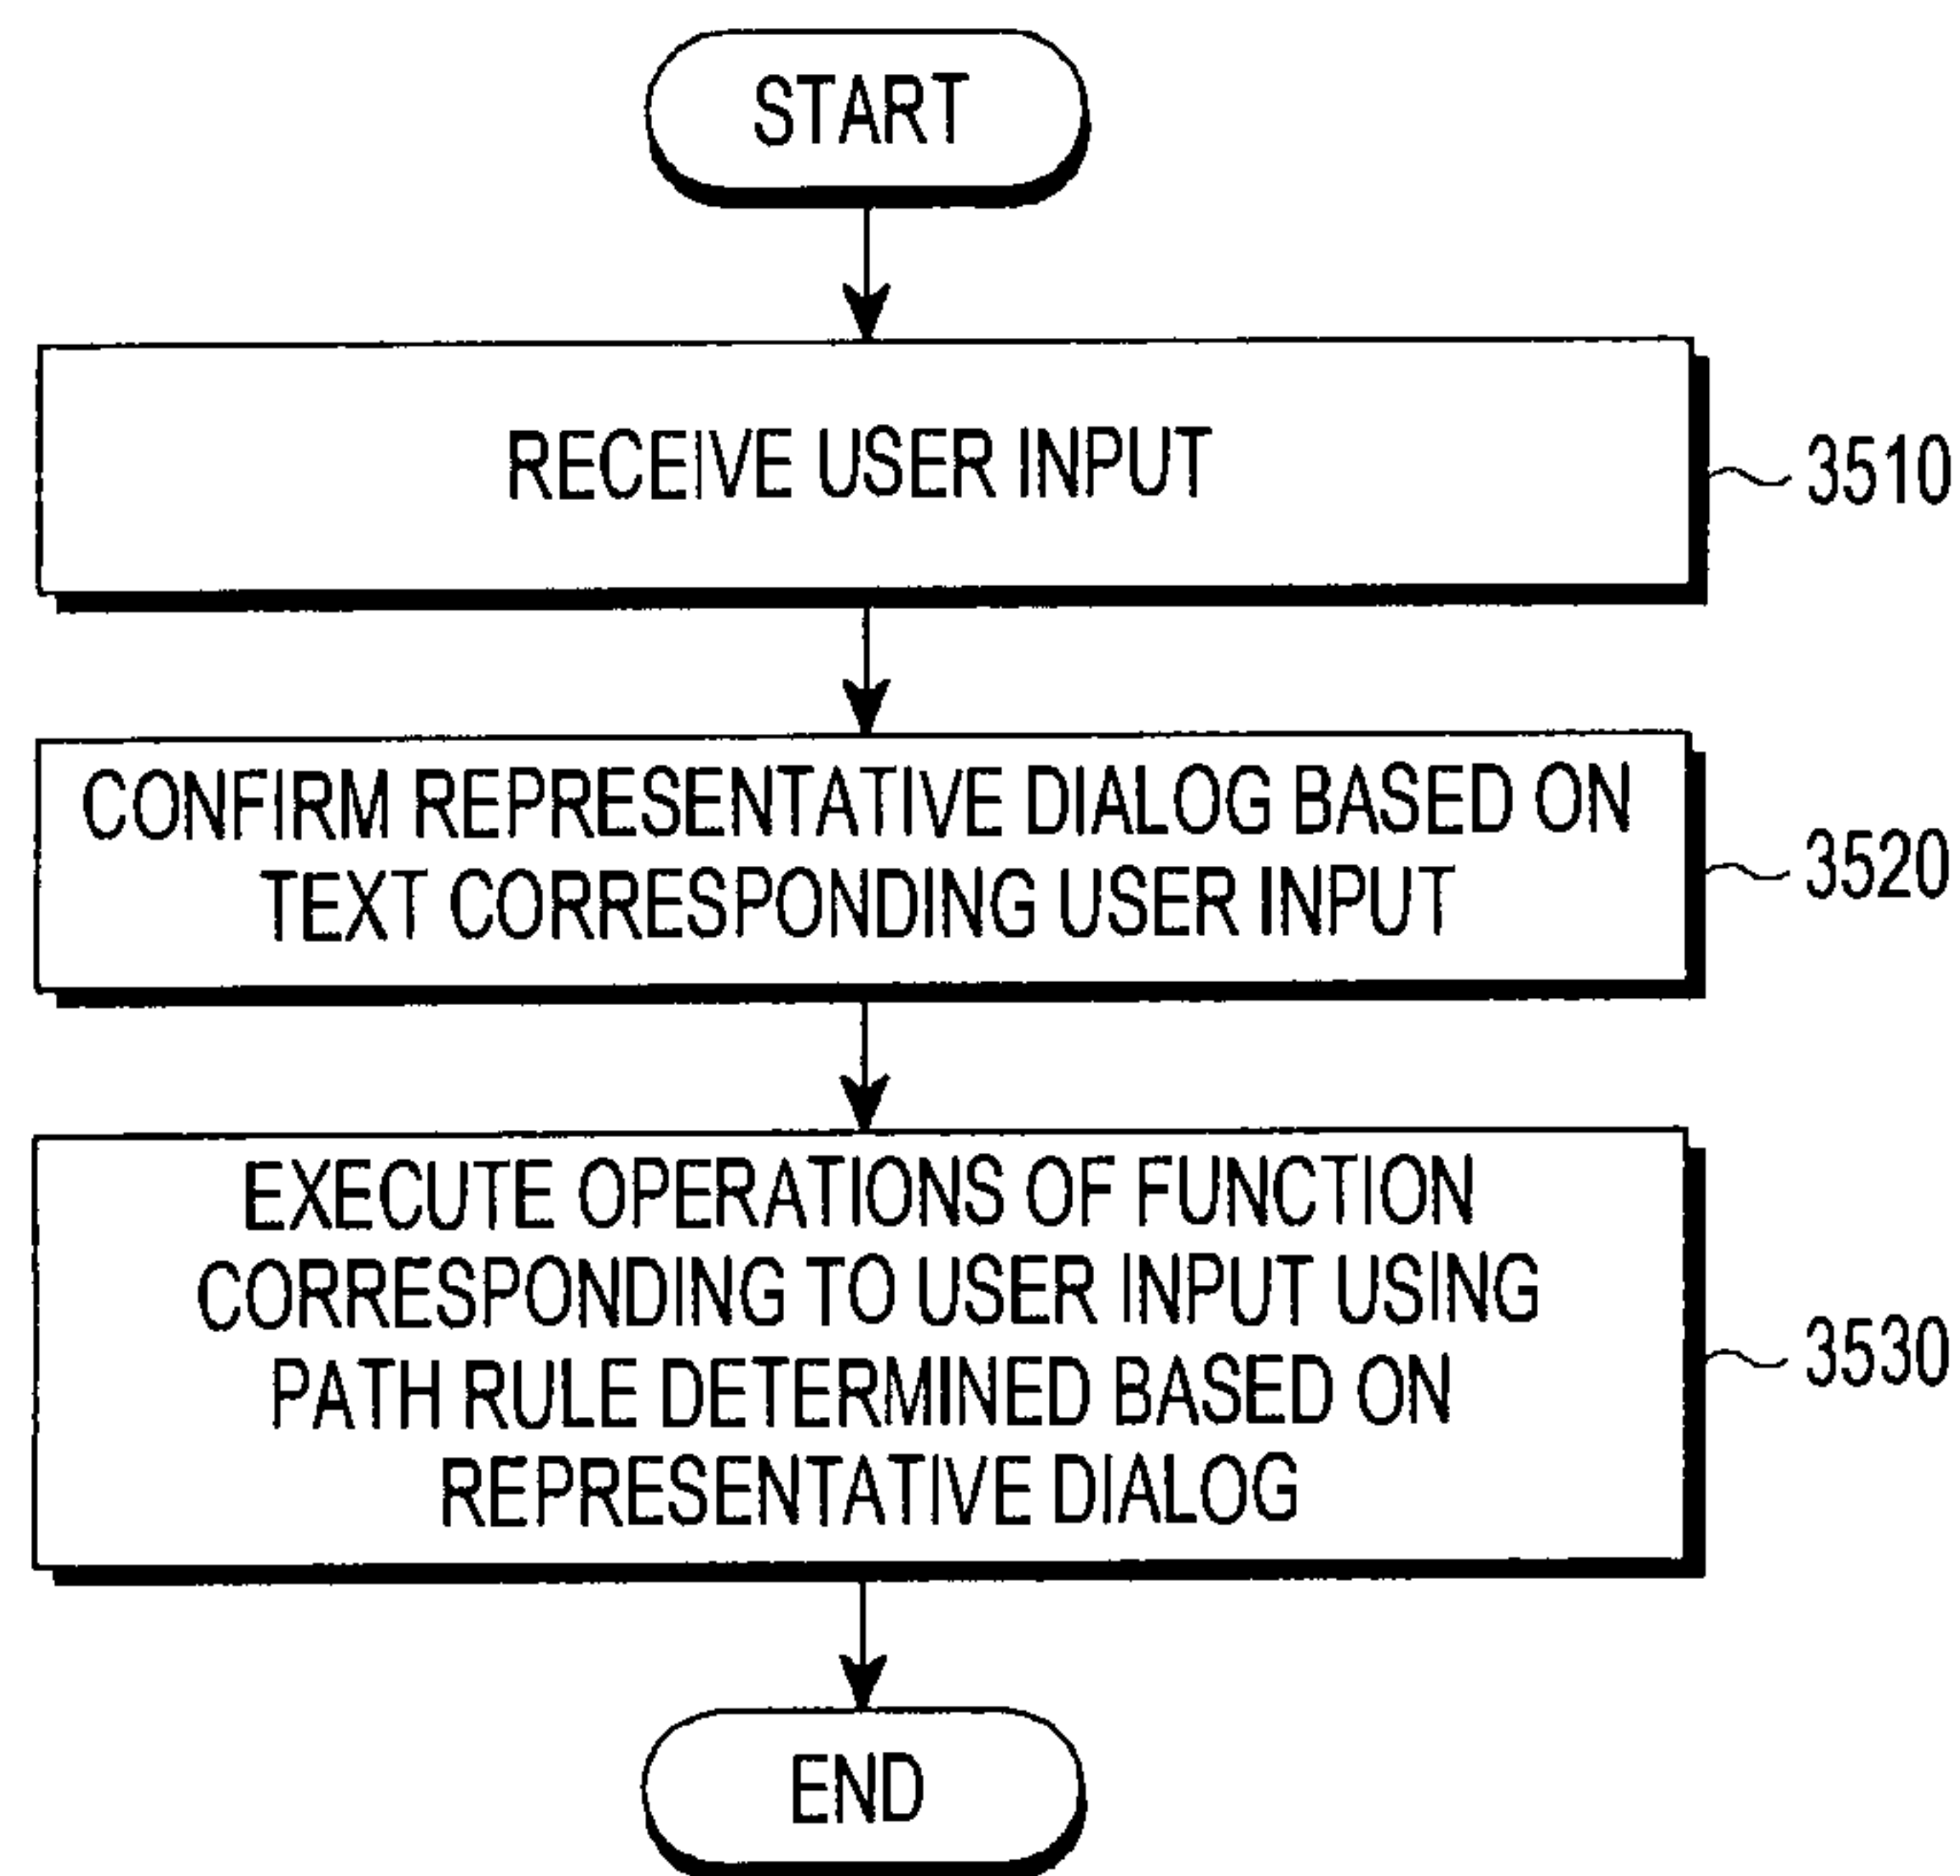 START
RECEIVE USER INPUT
3510
CONFIRM REPRESENTATIVE DIALOG BASED ON
TEXT CORRESPONDING USER INPUT
3520
EXECUTE OPERATIONS OF FUNCTION
CORRESPONDING TO USER INPUT USING
PATH RULE DETERMINED BASED ON
REPRESENTATIVE DIALOG
3530
END